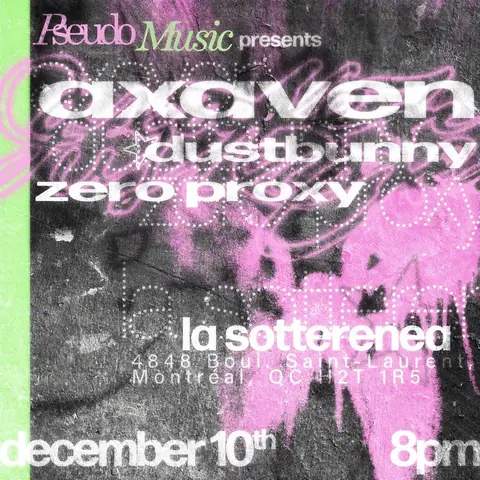 Pseudo Music presents
axaven
dustbunny
zero proxy
la sotterenea
4848 Boul. Saint-Laurent,
Montréal, QC H2T 1R5
december 10th 8pm